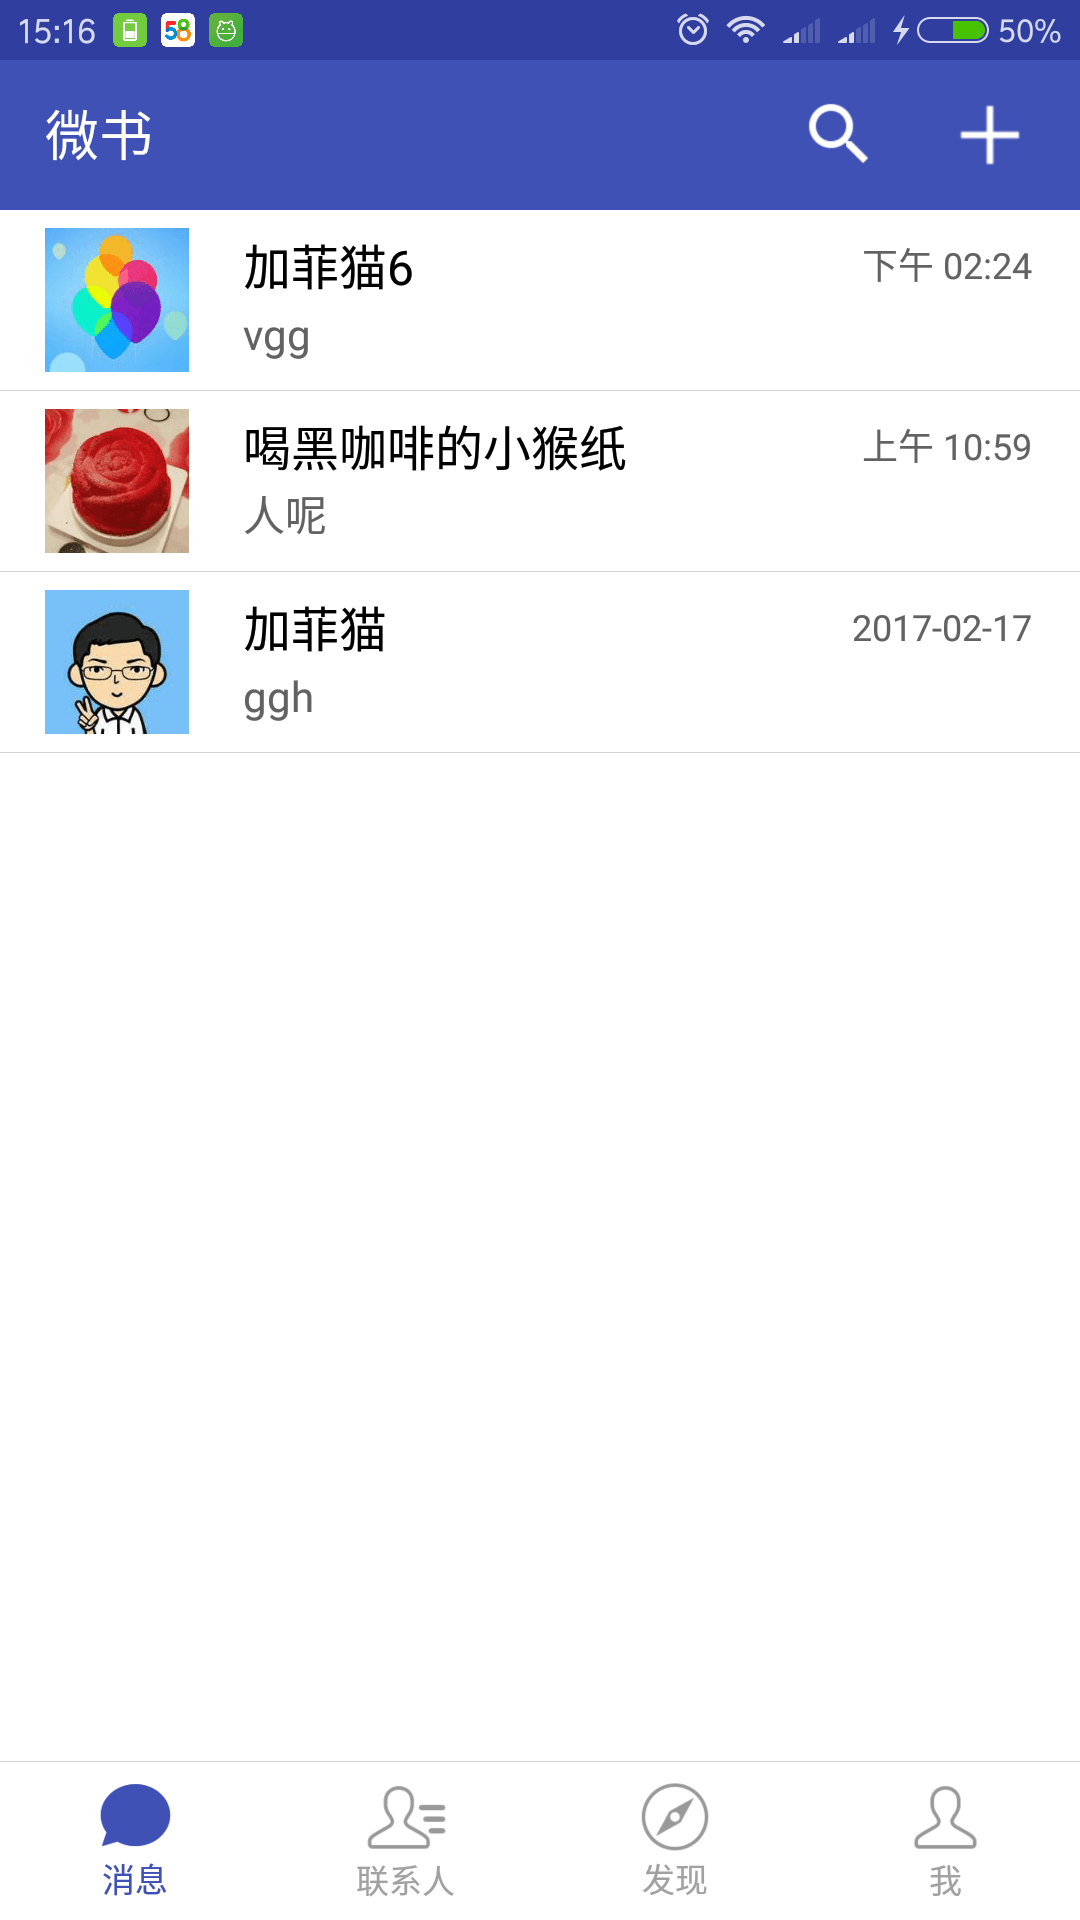 15:16 58 50%
微书
加菲猫6 下午 02:24
vgg
喝黑咖啡的小猴纸 上午 10:59
人呢
加菲猫 2017-02-17
ggh
消息 联系人 发现 我